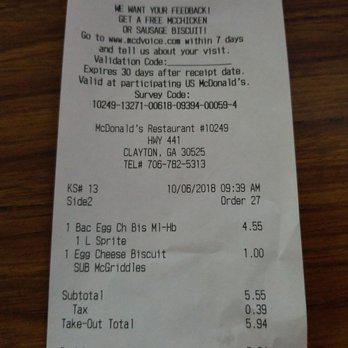 WE WANT YOUR FEEDBACK!
GET A FREE MCCHICKEN
OR SAUSAGE BISCUIT!
Go to www.mcdvoice.com within 7 days
and tell us about your visit.
Validation Code:____________
Expires 30 days after receipt date.
Valid at participating US McDonald's.
Survey Code:
10249-13271-00618-09394-00059-4
McDonald's Restaurant #10249
HWY 441
CLAYTON, GA 30525
TEL# 706-782-5313
KS# 13 10/06/2018 09:39 AM
Side2 Order 27
1 Bac Egg Ch Bis Ml-Hb 4.55
1 L Sprite
1 Egg Cheese Biscuit 1.00
SUB McGriddles
Subtotal 5.55
Tax 0.39
Take-Out Total 5.94